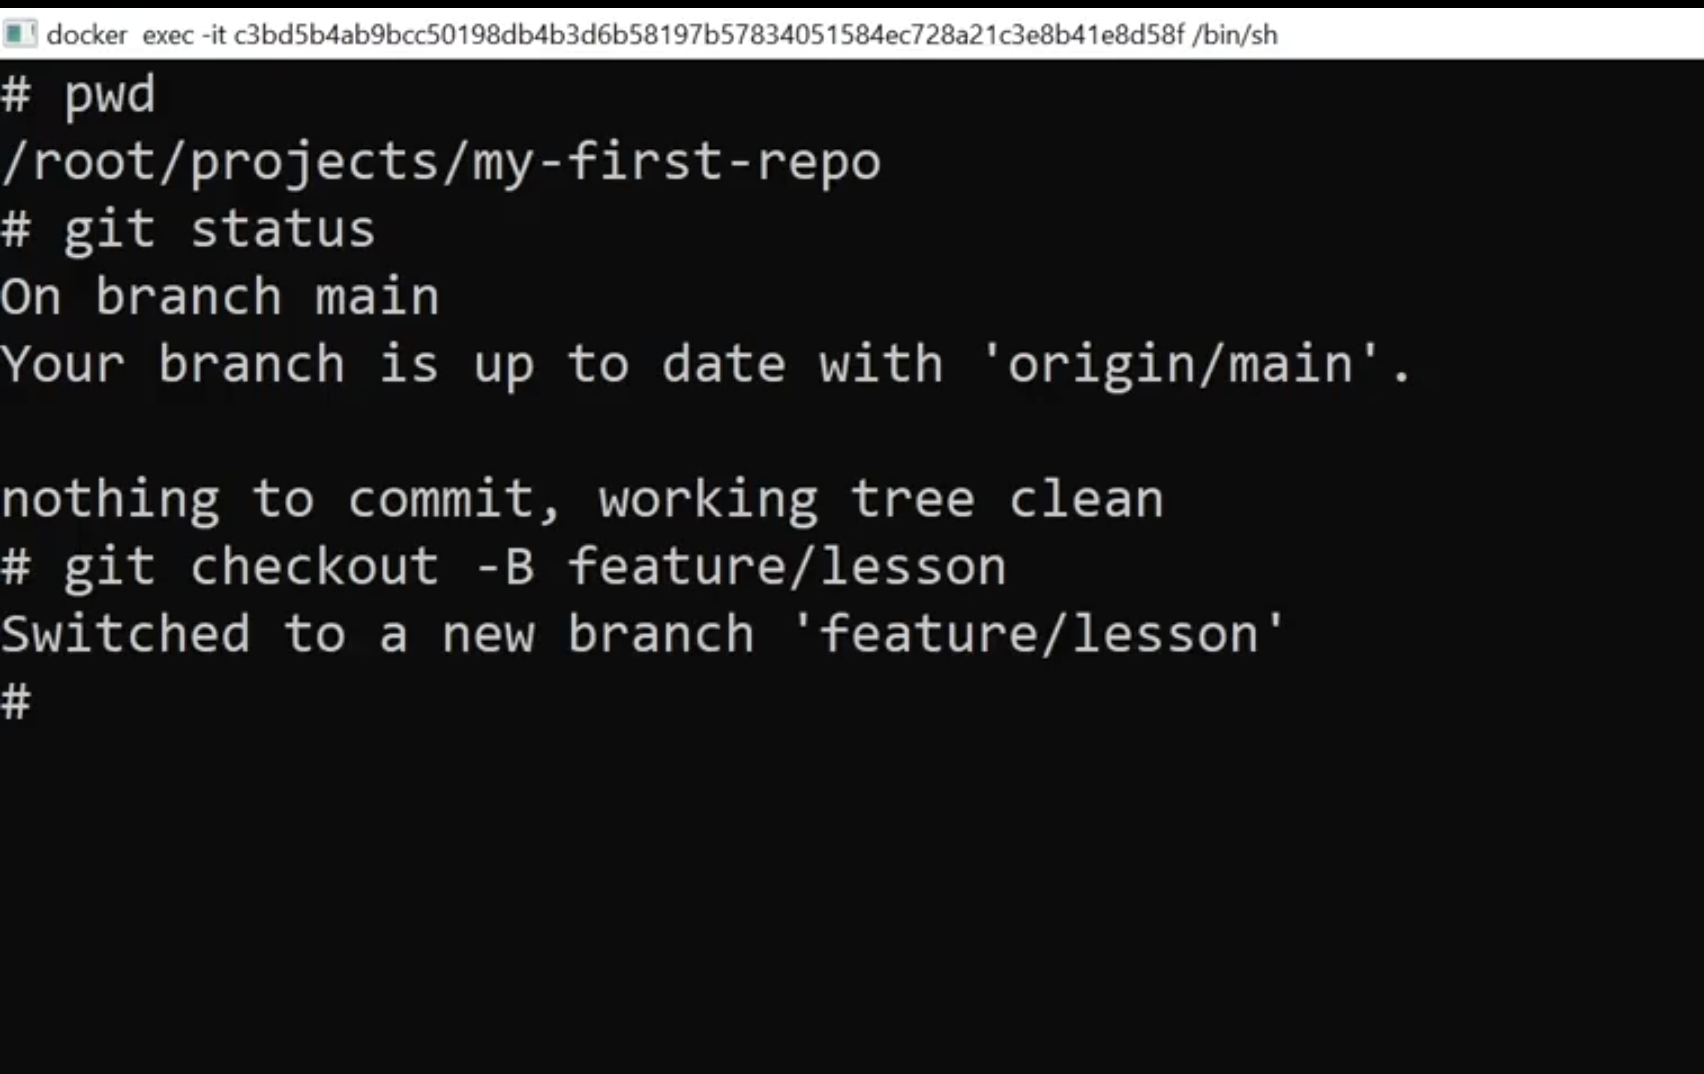 docker exec -it c3bd5b4ab9bcc50198db4b3d6b58197b57834051584ec728a21c3e8b41e8d58f /bin/sh
# pwd
/root/projects/my-first-repo
# git status
On branch main
Your branch is up to date with 'origin/main'.
nothing to commit, working tree clean
# git checkout -B feature/lesson
Switched to a new branch 'feature/lesson'
#